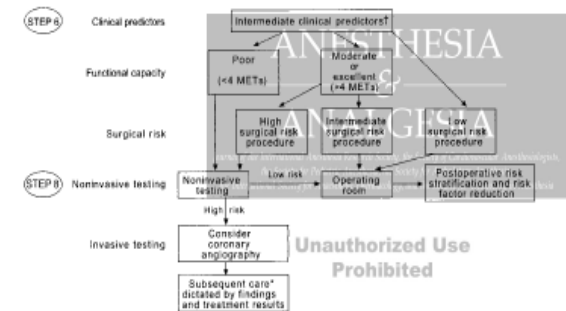 STEP 6
Clinical predictors
Intermediate clinical predictors†
Functional capacity
Poor
(<4 METs)
Moderate
or
excellent
(>4 METs)
Surgical risk
High
surgical risk
procedure
Intermediate
surgical risk
procedure
Low
surgical risk
procedure
STEP 8
Noninvasive testing
Noninvasive
testing
Low risk
Operating
room
Postoperative risk
stratification and risk
factor reduction
High risk
Invasive testing
Consider
coronary
angiography
Subsequent care*
dictated by findings
and treatment results
ANESTHESIA
&
ANALGESIA
Unauthorized Use
Prohibited